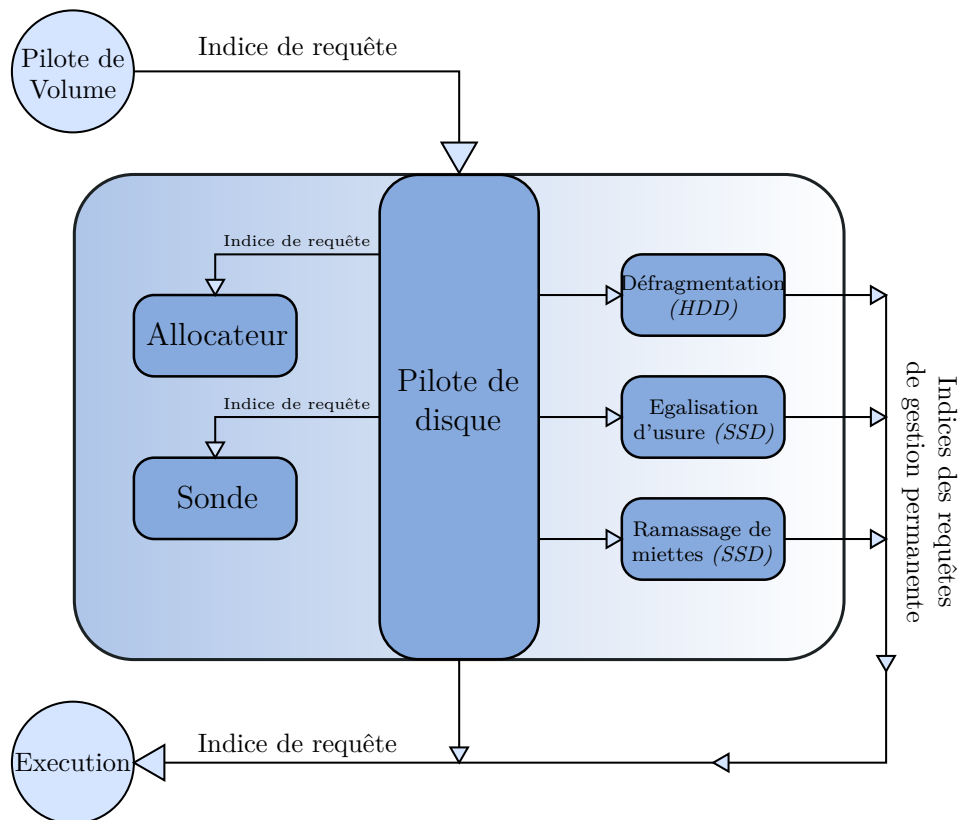 Indice de requête
Pilote de
Volume
Indice de requête
Allocateur
Indice de requête
Sonde
Pilote de
disque
Défragmentation
(HDD)
Egalisation
d'usure (SSD)
Ramassage de
miettes (SSD)
Indices des requêtes
de gestion permanente
Indice de requête
Execution